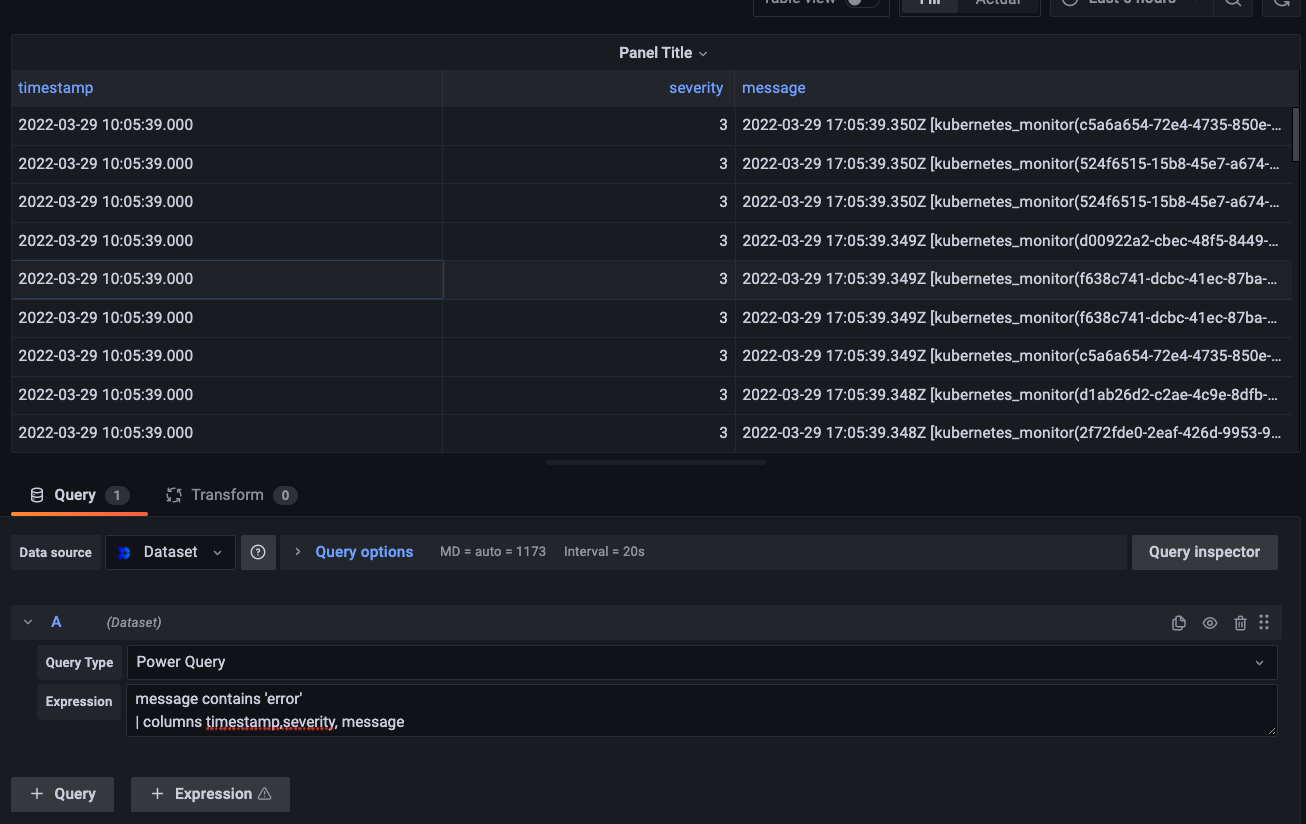 Table view Fill Actual Last 6 hours
Panel Title
timestamp severity message
2022-03-29 10:05:39.000 3 2022-03-29 17:05:39.350Z [kubernetes_monitor(c5a6a654-72e4-4735-850e-...
2022-03-29 10:05:39.000 3 2022-03-29 17:05:39.350Z [kubernetes_monitor(524f6515-15b8-45e7-a674-...
2022-03-29 10:05:39.000 3 2022-03-29 17:05:39.350Z [kubernetes_monitor(524f6515-15b8-45e7-a674-...
2022-03-29 10:05:39.000 3 2022-03-29 17:05:39.349Z [kubernetes_monitor(d00922a2-cbec-48f5-8449-...
2022-03-29 10:05:39.000 3 2022-03-29 17:05:39.349Z [kubernetes_monitor(f638c741-dcbc-41ec-87ba-...
2022-03-29 10:05:39.000 3 2022-03-29 17:05:39.349Z [kubernetes_monitor(f638c741-dcbc-41ec-87ba-...
2022-03-29 10:05:39.000 3 2022-03-29 17:05:39.349Z [kubernetes_monitor(c5a6a654-72e4-4735-850e-...
2022-03-29 10:05:39.000 3 2022-03-29 17:05:39.348Z [kubernetes_monitor(d1ab26d2-c2ae-4c9e-8dfb-...
2022-03-29 10:05:39.000 3 2022-03-29 17:05:39.348Z [kubernetes_monitor(2f72fde0-2eaf-426d-9953-9...
Query 1 Transform 0
Data source Dataset Query options MD = auto = 1173 Interval = 20s Query inspector
A (Dataset)
Query Type Power Query
Expression message contains 'error'
| columns timestamp,severity, message
+ Query + Expression